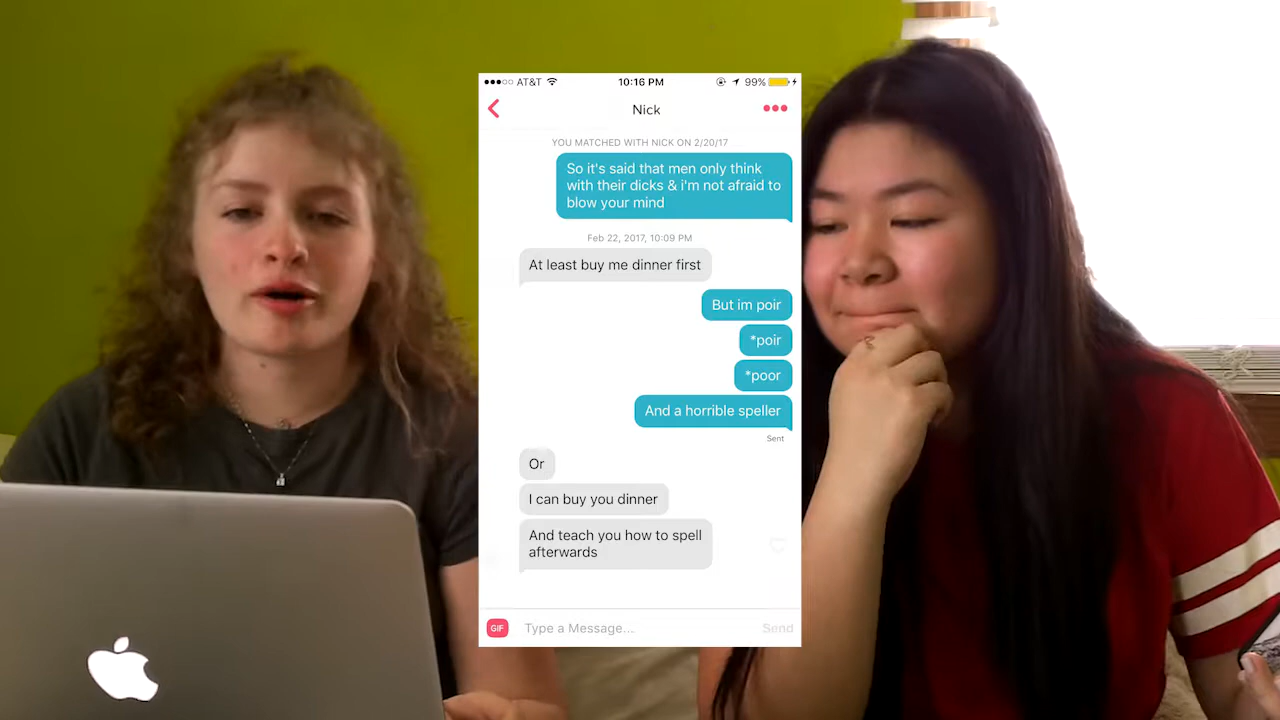 AT&T 10:16 PM 99%
Nick
YOU MATCHED WITH NICK ON 2/20/17
So it's said that men only think
with their dicks & i'm not afraid to
blow your mind
Feb 22, 2017, 10:09 PM
At least buy me dinner first
But im poir
*poir
*poor
And a horrible speller
Sent
Or
I can buy you dinner
And teach you how to spell
afterwards
GIF Type a Message... Send